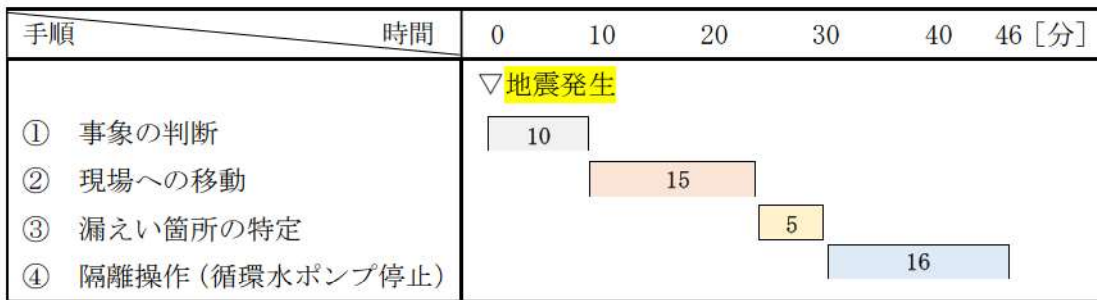 手順 時間 0 10 20 30 40 46［分］
▽地震発生
① 事象の判断 10
② 現場への移動 15
③ 漏えい箇所の特定 5
④ 隔離操作（循環水ポンプ停止） 16